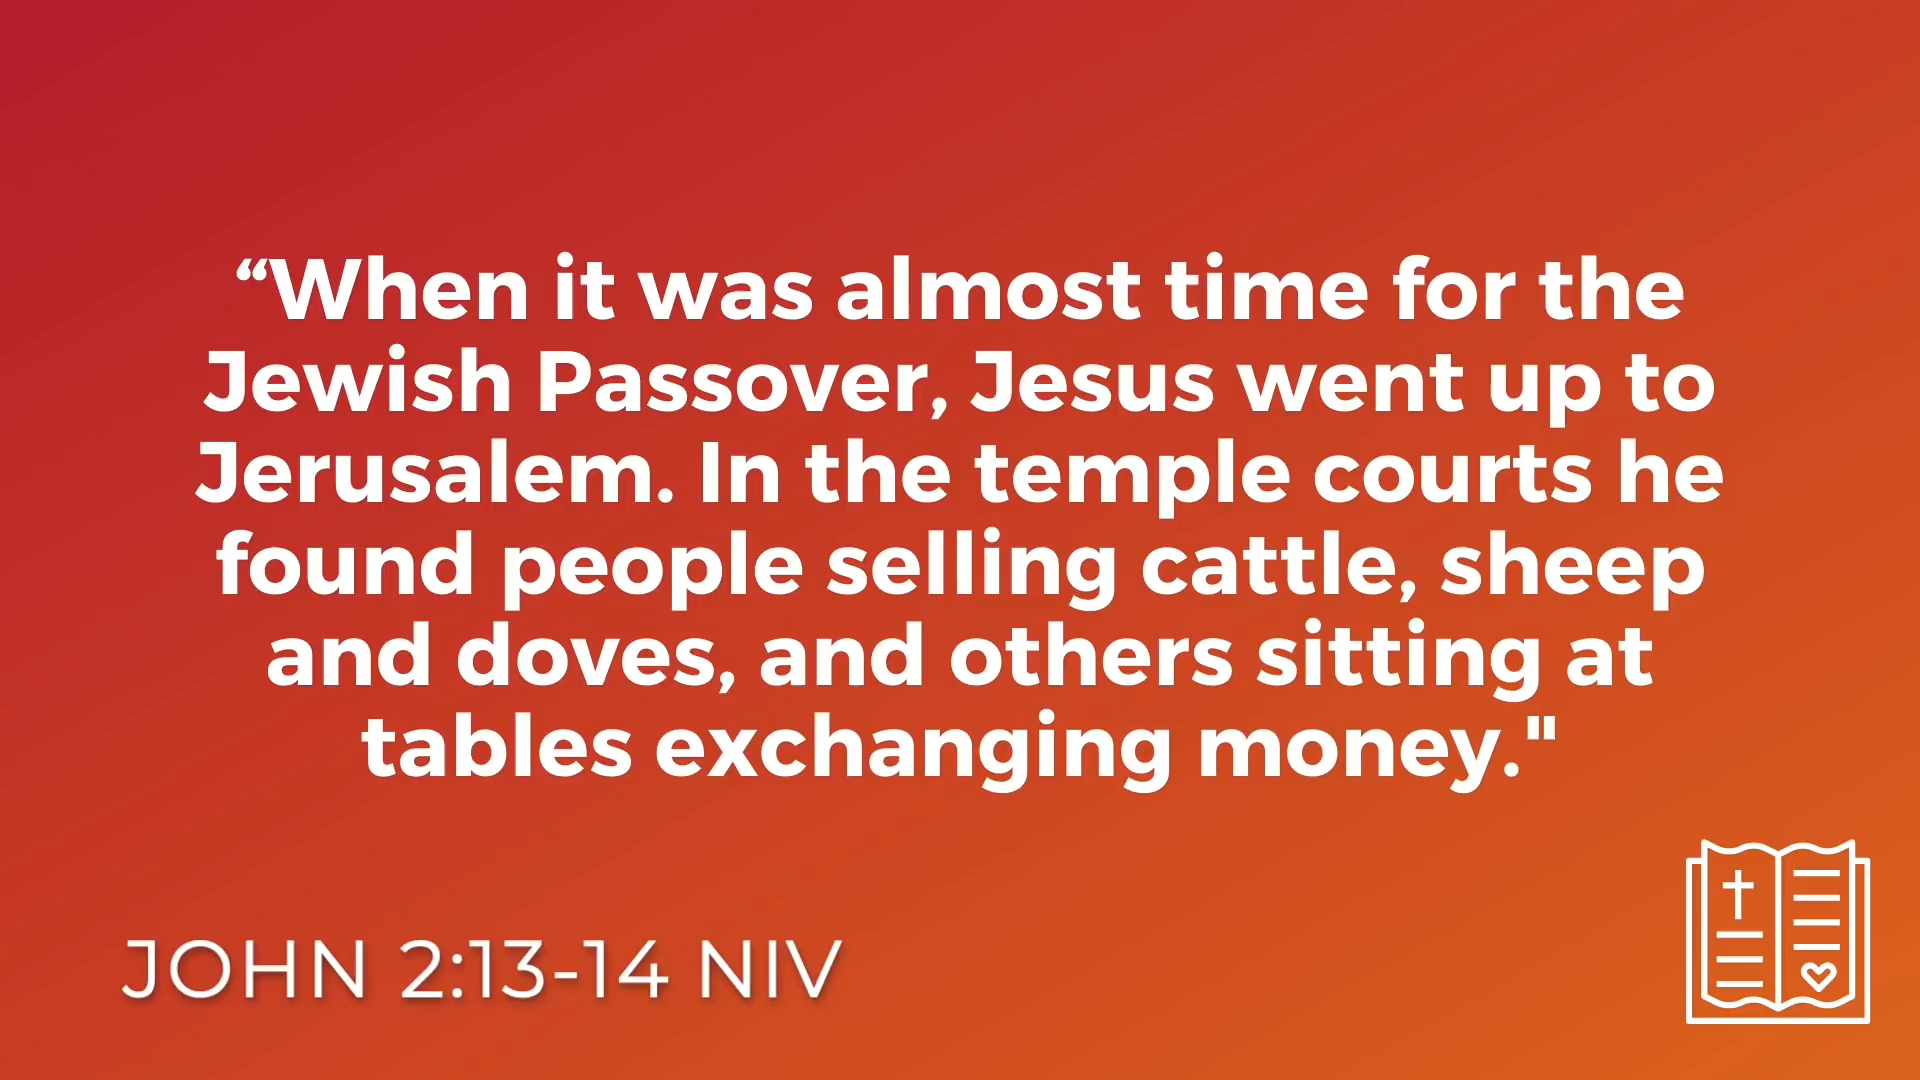 “When it was almost time for the
Jewish Passover, Jesus went up to
Jerusalem. In the temple courts he
found people selling cattle, sheep
and doves, and others sitting at
tables exchanging money."
JOHN 2:13-14 NIV